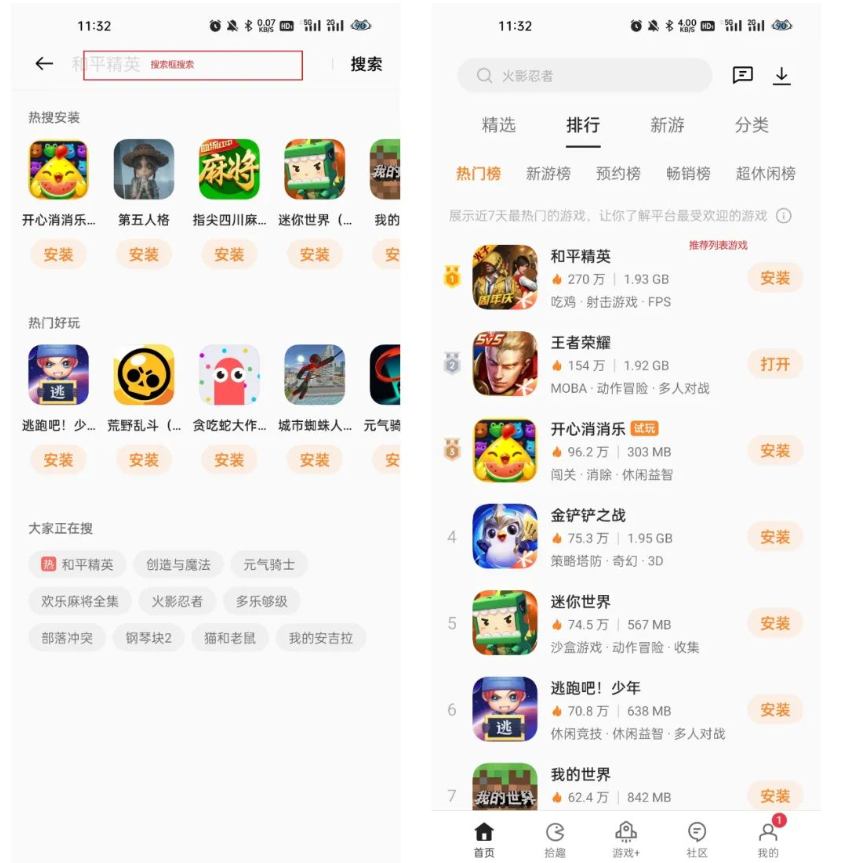 11:32
0.07 KB/S HD 5G 2G 90
和平精英 搜索框搜索 搜索
热搜安装
麻将
我的
开心消消乐... 第五人格 指尖四川麻... 迷你世界（... 我的
安装 安装 安装 安装 安
热门好玩
逃
逃跑吧！少... 荒野乱斗（... 贪吃蛇大作... 城市蜘蛛人... 元气骑
安装 安装 安装 安装 安
大家正在搜
热 和平精英 创造与魔法 元气骑士
欢乐麻将全集 火影忍者 多乐够级
部落冲突 钢琴块2 猫和老鼠 我的安吉拉
11:32
4.00 KB/S HD 5G 2G 90
火影忍者
精选 排行 新游 分类
热门榜 新游榜 预约榜 畅销榜 超休闲榜
展示近7天最热门的游戏，让你了解平台最受欢迎的游戏
推荐列表游戏
1 周年庆 和平精英
270 万 | 1.93 GB 安装
吃鸡 · 射击游戏 · FPS
2 5v5 王者荣耀
154 万 | 1.92 GB 打开
MOBA · 动作冒险 · 多人对战
3 开心消消乐 试玩
96.2 万 | 303 MB 安装
闯关 · 消除 · 休闲益智
金铲铲之战
4 75.3 万 | 1.95 GB 安装
策略塔防 · 奇幻 · 3D
迷你世界
5 74.5 万 | 567 MB 安装
沙盒游戏 · 动作冒险 · 收集
逃跑吧！少年
6 70.8 万 | 638 MB 安装
逃 休闲竞技 · 休闲益智 · 多人对战
我的世界
7 我的世界 62.4 万 | 842 MB 安装
1
首页 拾趣 游戏+ 社区 我的